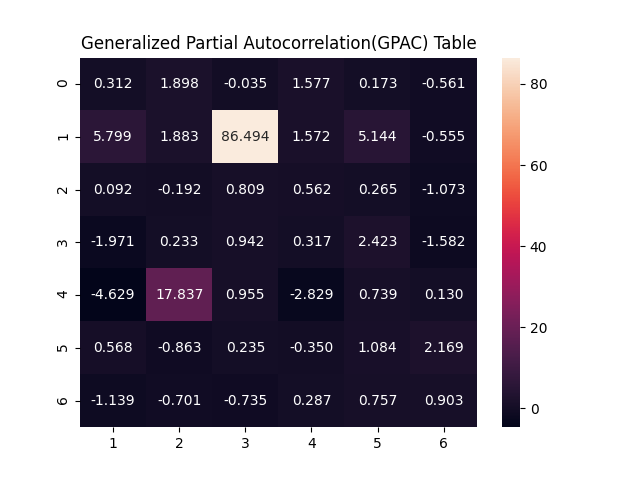 Generalized Partial Autocorrelation(GPAC) Table
0 0.312 1.898 -0.035 1.577 0.173 -0.561
1 5.799 1.883 86.494 1.572 5.144 -0.555
2 0.092 -0.192 0.809 0.562 0.265 -1.073
3 -1.971 0.233 0.942 0.317 2.423 -1.582
4 -4.629 17.837 0.955 -2.829 0.739 0.130
5 0.568 -0.863 0.235 -0.350 1.084 2.169
6 -1.139 -0.701 -0.735 0.287 0.757 0.903
1 2 3 4 5 6
80
60
40
20
0